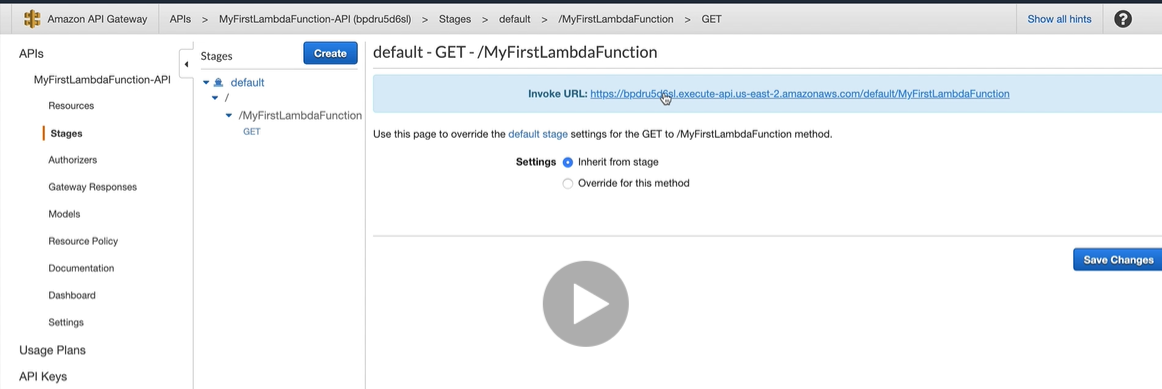 Amazon API Gateway
APIs > MyFirstLambdaFunction-API (bpdru5d6sl) > Stages > default > /MyFirstLambdaFunction > GET
Show all hints
?
APIs
MyFirstLambdaFunction-API
Resources
Stages
Authorizers
Gateway Responses
Models
Resource Policy
Documentation
Dashboard
Settings
Usage Plans
API Keys
Stages
Create
default
/
/MyFirstLambdaFunction
GET
default - GET - /MyFirstLambdaFunction
Invoke URL: https://bpdru5d6sl.execute-api.us-east-2.amazonaws.com/default/MyFirstLambdaFunction
Use this page to override the default stage settings for the GET to /MyFirstLambdaFunction method.
Settings
Inherit from stage
Override for this method
Save Changes